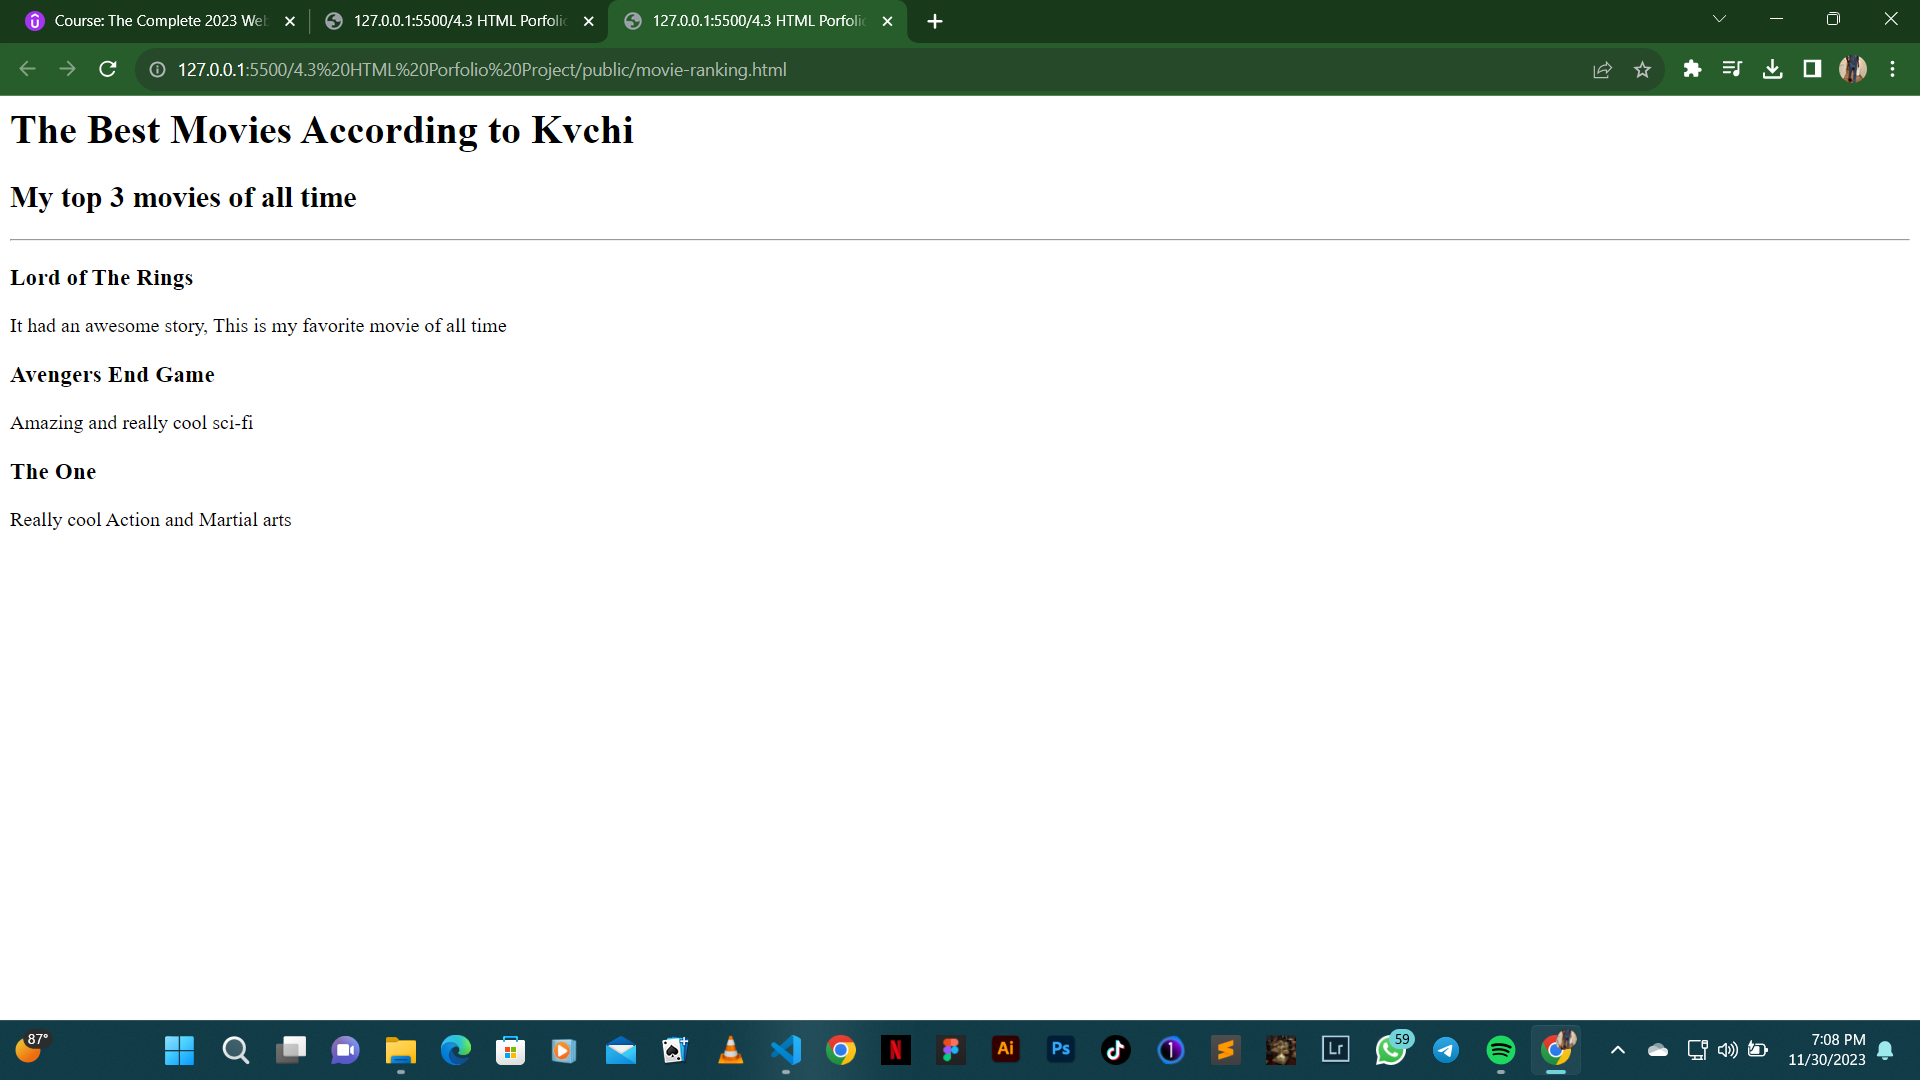 Course: The Complete 2023 Web
127.0.0.1:5500/4.3 HTML Porfolio
127.0.0.1:5500/4.3 HTML Porfolio
127.0.0.1:5500/4.3%20HTML%20Porfolio%20Project/public/movie-ranking.html
The Best Movies According to Kvchi
My top 3 movies of all time
Lord of The Rings
It had an awesome story, This is my favorite movie of all time
Avengers End Game
Amazing and really cool sci-fi
The One
Really cool Action and Martial arts
87°
N
Ai
Ps
1
Lr
59
7:08 PM
11/30/2023